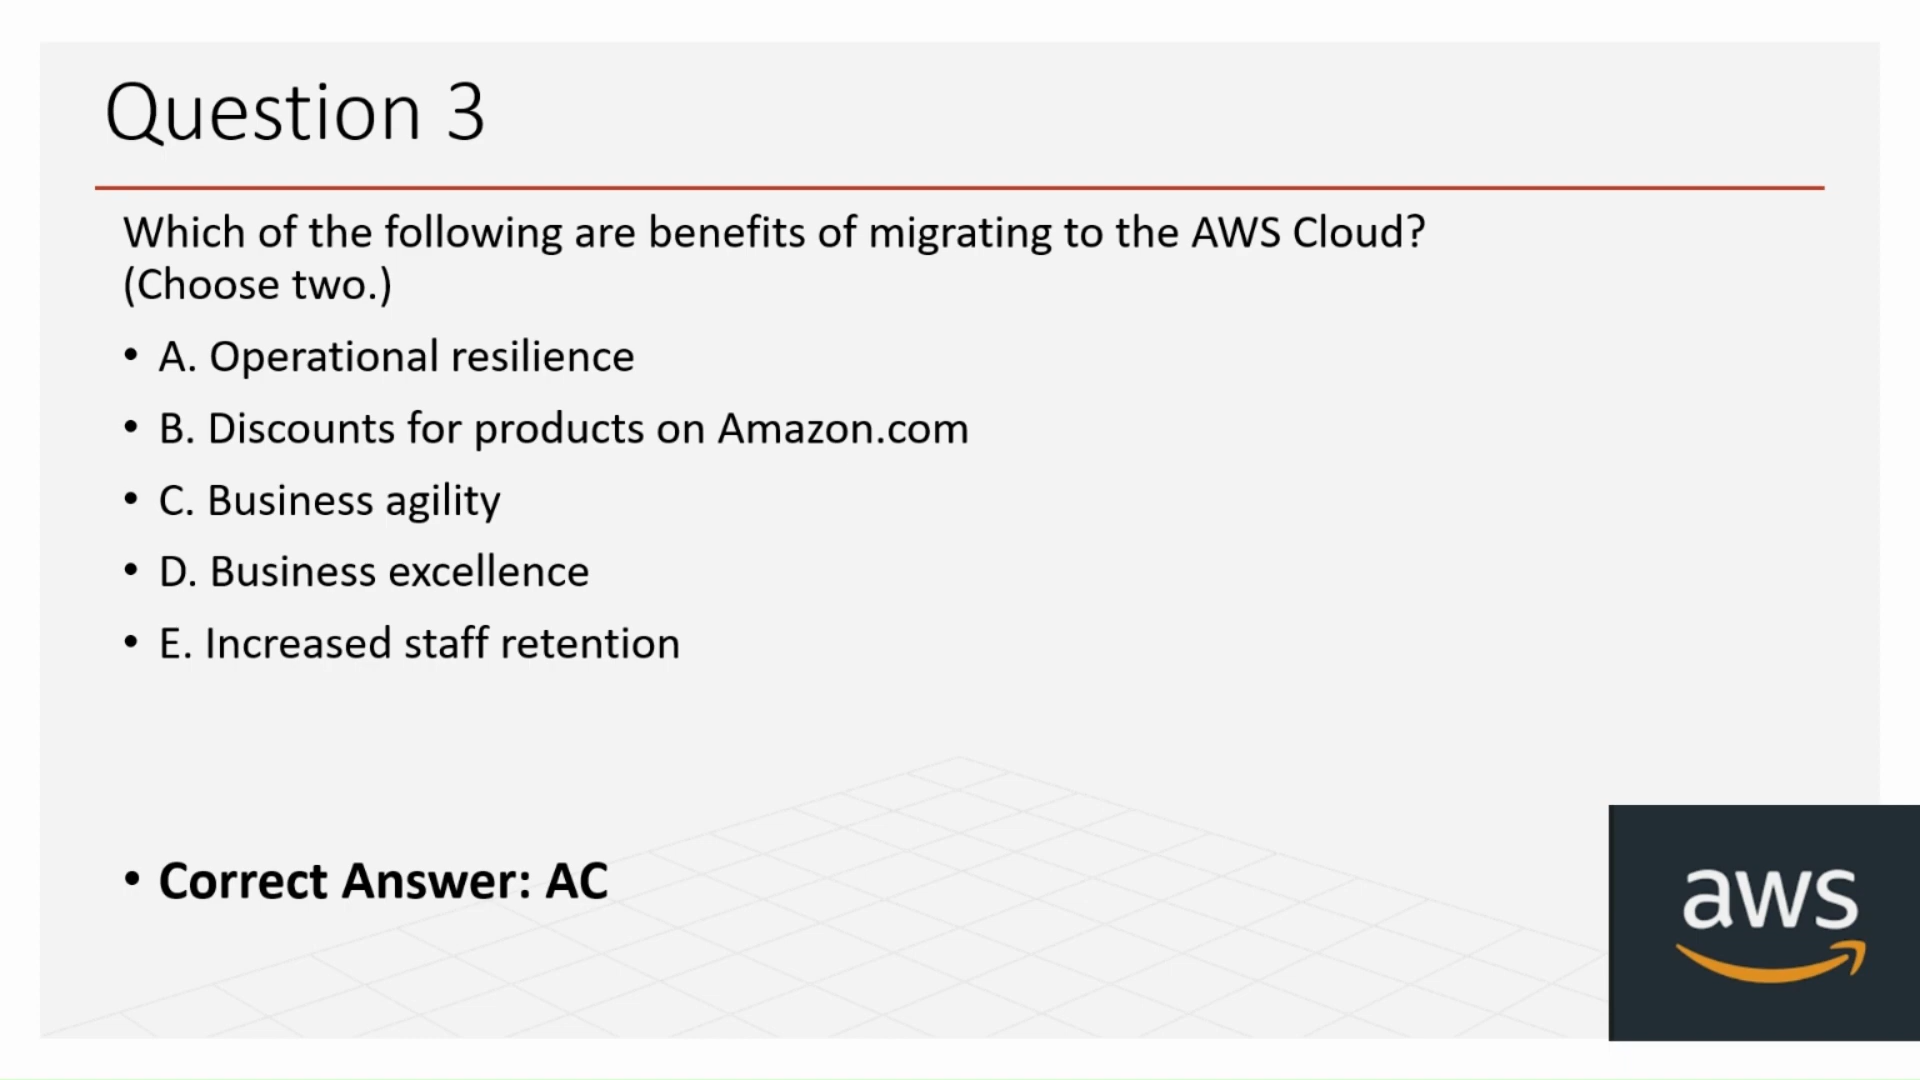 Question 3
Which of the following are benefits of migrating to the AWS Cloud?
(Choose two.)
• A. Operational resilience
• B. Discounts for products on Amazon.com
• C. Business agility
• D. Business excellence
• E. Increased staff retention
• Correct Answer: AC
aws